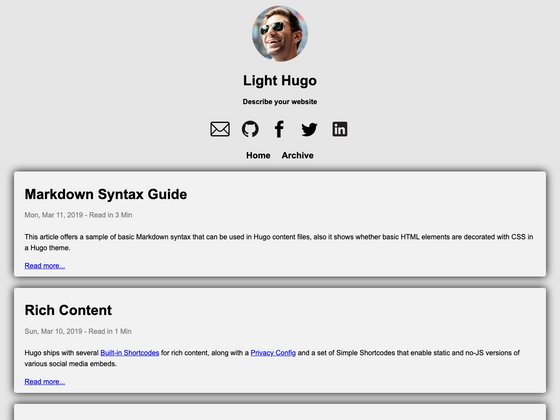 Light Hugo
Describe your website
Home Archive
Markdown Syntax Guide
Mon, Mar 11, 2019 - Read in 3 Min
This article offers a sample of basic Markdown syntax that can be used in Hugo content files, also it shows whether basic HTML elements are decorated with CSS in
a Hugo theme.
Read more...
Rich Content
Sun, Mar 10, 2019 - Read in 1 Min
Hugo ships with several Built-in Shortcodes for rich content, along with a Privacy Config and a set of Simple Shortcodes that enable static and no-JS versions of
various social media embeds.
Read more...